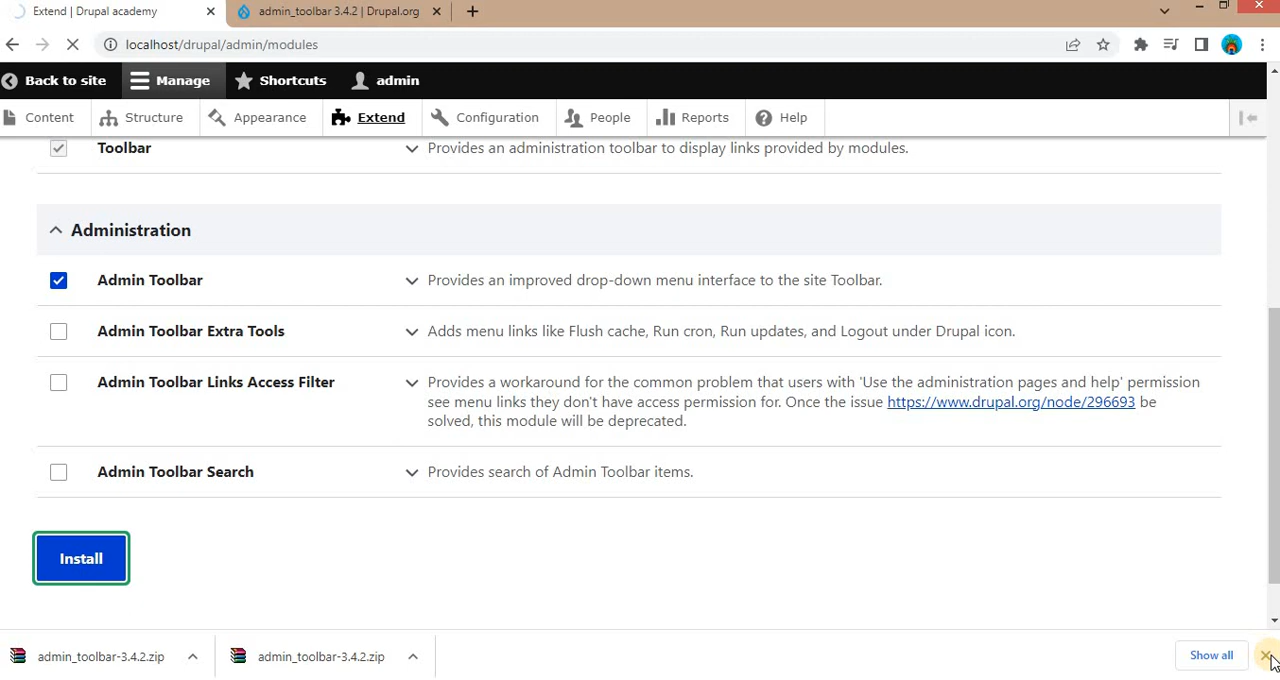 Extend | Drupal academy
admin_toolbar 3.4.2 | Drupal.org
localhost/drupal/admin/modules
Back to site Manage Shortcuts admin
Content Structure Appearance Extend Configuration People Reports Help
Toolbar Provides an administration toolbar to display links provided by modules.
Administration
Admin Toolbar Provides an improved drop-down menu interface to the site Toolbar.
Admin Toolbar Extra Tools Adds menu links like Flush cache, Run cron, Run updates, and Logout under Drupal icon.
Admin Toolbar Links Access Filter Provides a workaround for the common problem that users with 'Use the administration pages and help' permission
see menu links they don't have access permission for. Once the issue https://www.drupal.org/node/296693 be
solved, this module will be deprecated.
Admin Toolbar Search Provides search of Admin Toolbar items.
Install
admin_toolbar-3.4.2.zip admin_toolbar-3.4.2.zip Show all